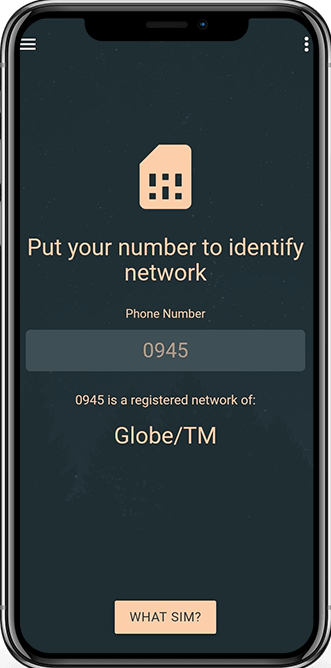 Put your number to identify
network
Phone Number
0945
0945 is a registered network of:
Globe/TM
WHAT SIM?